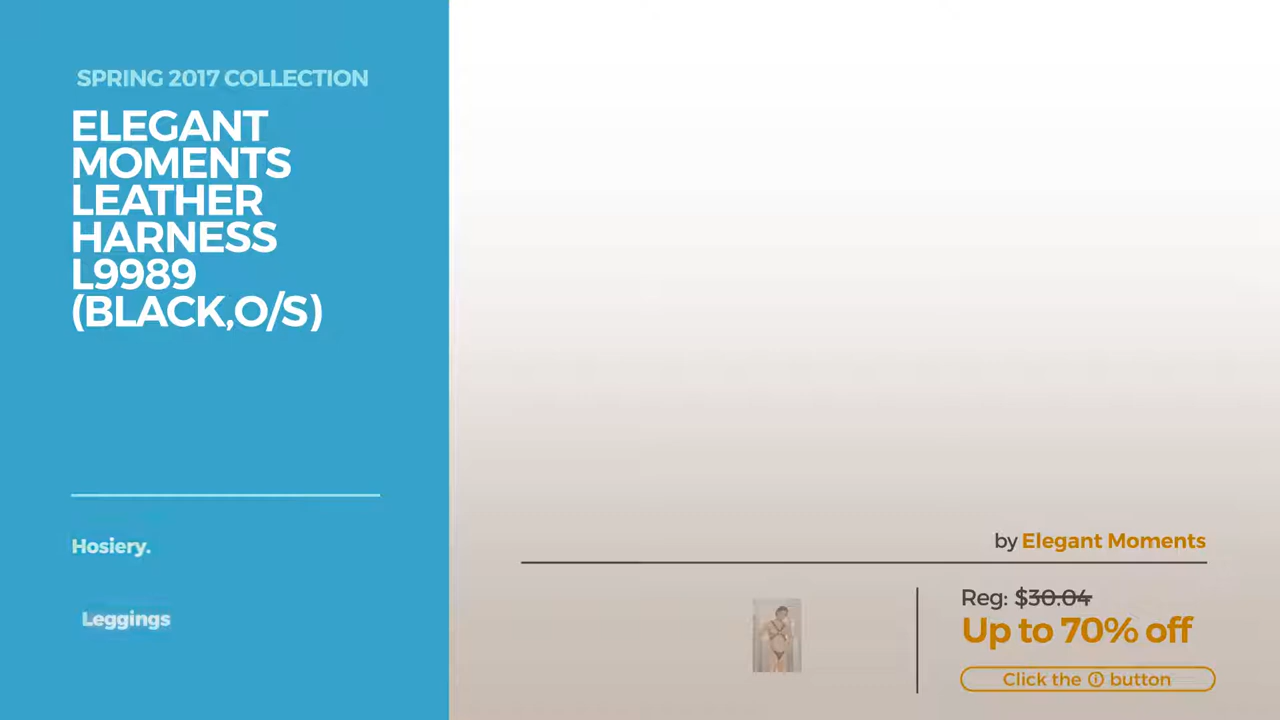 SPRING 2017 COLLECTION
ELEGANT
MOMENTS
LEATHER
HARNESS
L9989
(BLACK,O/S)
Hosiery.
Leggings
by Elegant Moments
Reg: $30.04
Up to 70% off
Click the ⓘ button